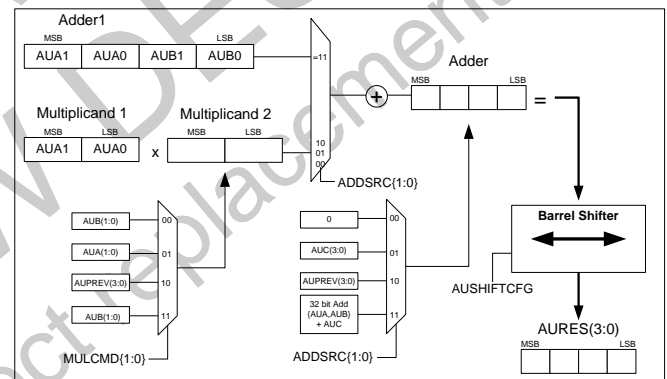 Adder1
MSB LSB
AUA1 AUA0 AUB1 AUB0
=11
Adder
MSB LSB
+
=
Multiplicand 1 Multiplicand 2
MSB LSB MSB LSB
AUA1 AUA0 x
10
01
00
ADDSRC{1:0}
AUB(1:0) 00
AUA(1:0) 01
AUPREV(3:0) 10
AUB(1:0) 11
MULCMD{1:0}
0 00
AUC(3:0) 01
AUPREV(3:0) 10
32 bit Add
{AUA,AUB}
+ AUC
11
ADDSRC{1:0}
Barrel Shifter
AUSHIFTCFG
AURES(3:0)
MSB LSB